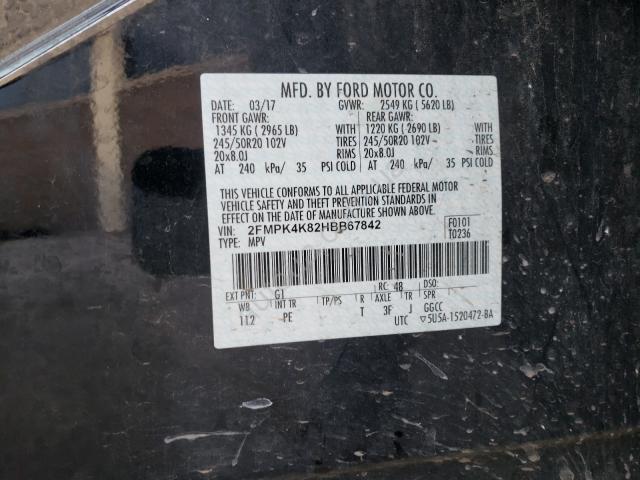 MFD. BY FORD MOTOR CO.
DATE: 03/17 GVWR: 2549 KG ( 5620 LB)
FRONT GAWR: REAR GAWR:
1345 KG ( 2965 LB) WITH 1220 KG ( 2690 LB) WITH
245/50R20 102V TIRES 245/50R20 102V TIRES
20x8.0J RIMS 20x8.0J RIMS
AT 240 kPa/ 35 PSI COLD AT 240 kPa/ 35 PSI COLD
THIS VEHICLE CONFORMS TO ALL APPLICABLE FEDERAL MOTOR
VEHICLE SAFETY AND THEFT PREVENTION STANDARDS IN
EFFECT ON THE DATE OF MANUFACTURE SHOWN ABOVE.
VIN: 2FMPK4K82HBB67842 F0101
TYPE: MPV T0236
EXT PNT: G1 RC: 48 DSO:
WB INT TR TP/PS R AXLE TR SPR
112 PE T 3F J GGCC
UTC ▽5U5A-1520472-BA